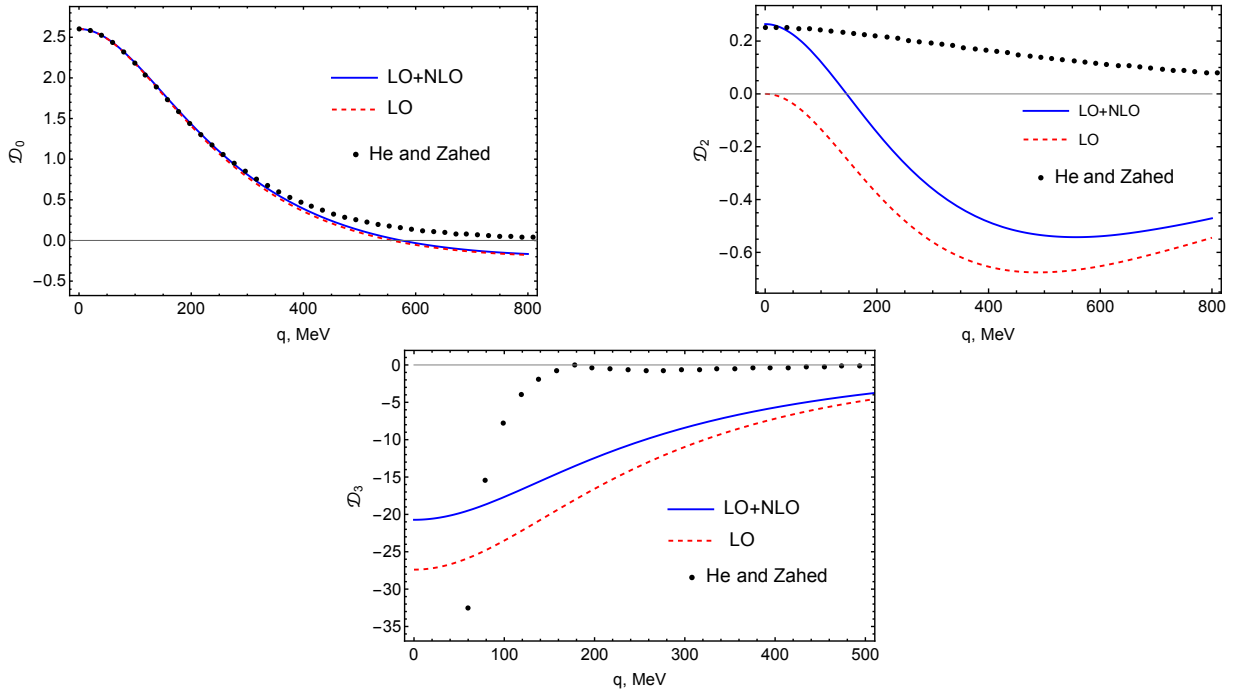 2.5
2.0
1.5
1.0
0.5
0.0
−0.5
𝒟0
LO+NLO
LO
He and Zahed
0 200 400 600 800
q, MeV
0.2
0.0
−0.2
−0.4
−0.6
𝒟2
LO+NLO
LO
He and Zahed
0 200 400 600 800
q, MeV
0
−5
−10
−15
−20
−25
−30
−35
𝒟3
LO+NLO
LO
He and Zahed
0 100 200 300 400 500
q, MeV